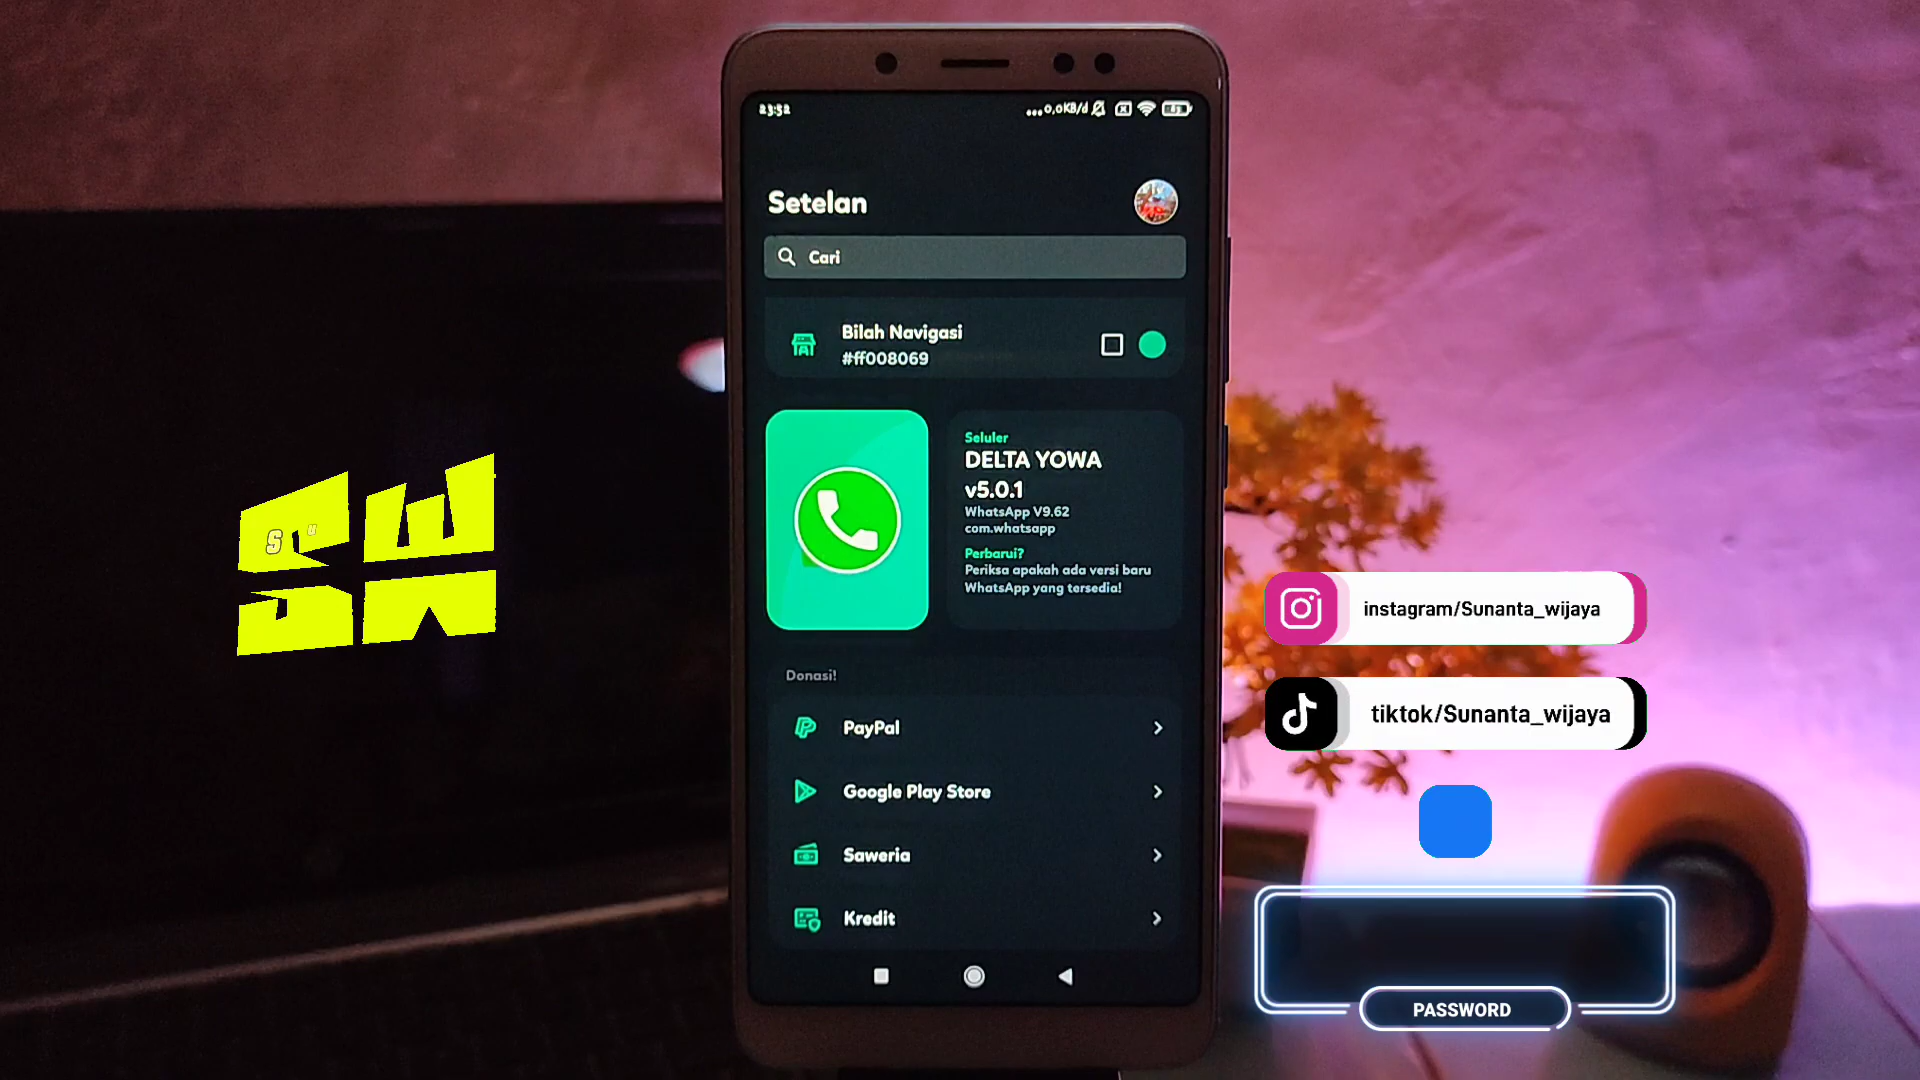 23:52
...0,0KB/d
Setelan
Cari
Bilah Navigasi
#ff008069
Seluler
DELTA YOWA
v5.0.1
WhatsApp V9.62
com.whatsapp
Perbarui?
Periksa apakah ada versi baru
WhatsApp yang tersedia!
Donasi!
PayPal
Google Play Store
Saweria
Kredit
instagram/Sunanta_wijaya
tiktok/Sunanta_wijaya
PASSWORD